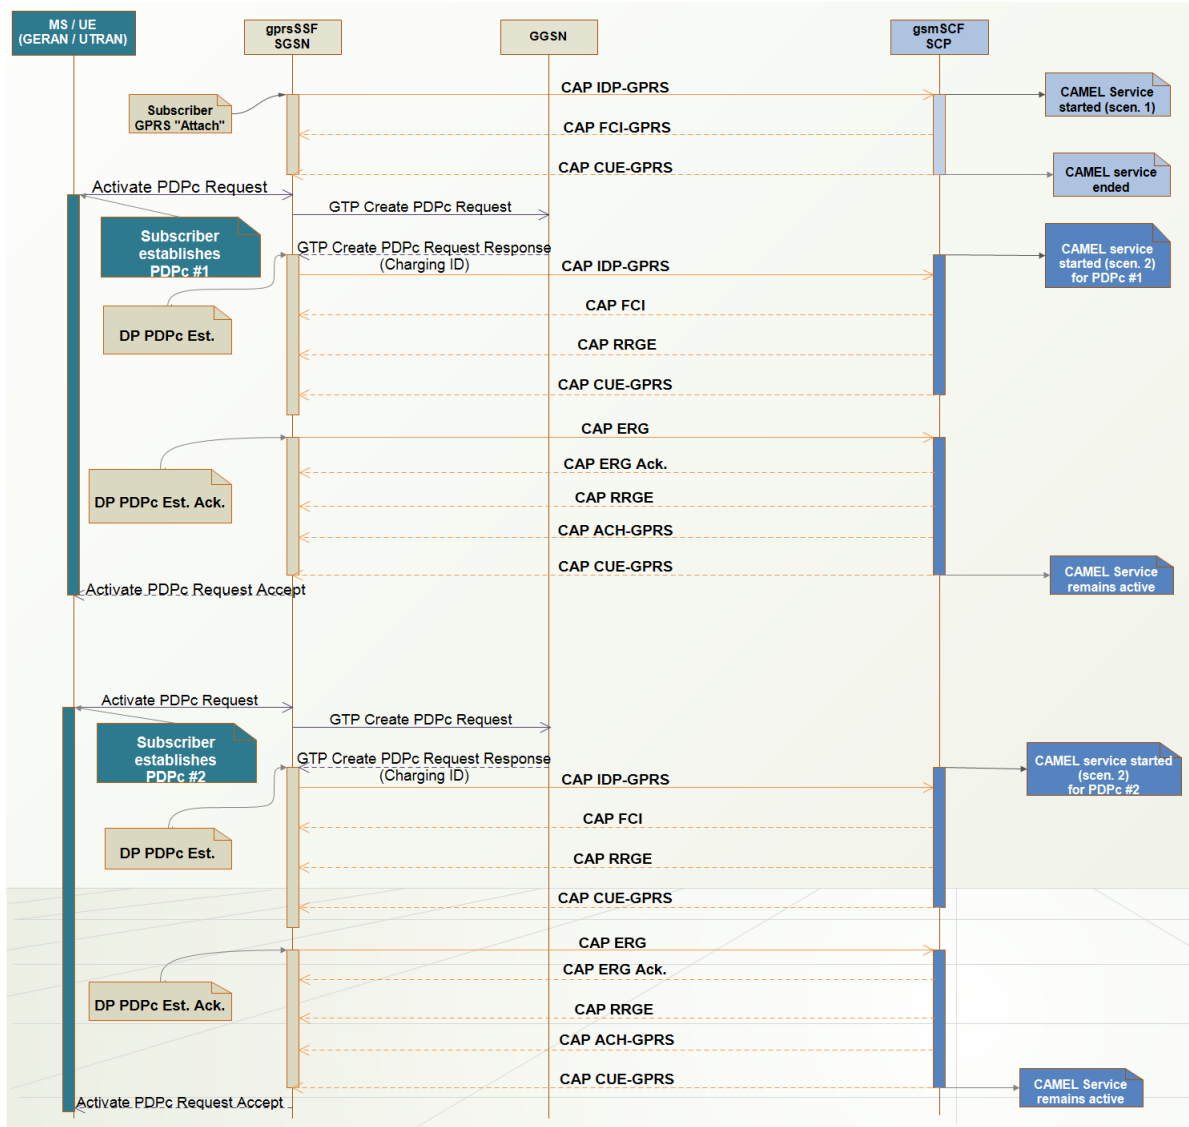 MS / UE
(GERAN / UTRAN)
gprsSSF
SGSN
GGSN
gsmSCF
SCP
CAP IDP-GPRS
CAMEL Service
started (scen. 1)
Subscriber
GPRS "Attach"
CAP FCI-GPRS
CAP CUE-GPRS
CAMEL service
ended
Activate PDPc Request
GTP Create PDPc Request
Subscriber
establishes
PDPc #1
GTP Create PDPc Request Response
(Charging ID)
CAP IDP-GPRS
CAMEL service
started (scen. 2)
for PDPc #1
CAP FCI
DP PDPc Est.
CAP RRGE
CAP CUE-GPRS
CAP ERG
CAP ERG Ack.
DP PDPc Est. Ack.
CAP RRGE
CAP ACH-GPRS
CAP CUE-GPRS
CAMEL Service
remains active
Activate PDPc Request Accept
Activate PDPc Request
GTP Create PDPc Request
Subscriber
establishes
PDPc #2
GTP Create PDPc Request Response
(Charging ID)
CAP IDP-GPRS
CAMEL service started
(scen. 2)
for PDPc #2
CAP FCI
DP PDPc Est.
CAP RRGE
CAP CUE-GPRS
CAP ERG
CAP ERG Ack.
DP PDPc Est. Ack.
CAP RRGE
CAP ACH-GPRS
CAP CUE-GPRS
CAMEL Service
remains active
Activate PDPc Request Accept